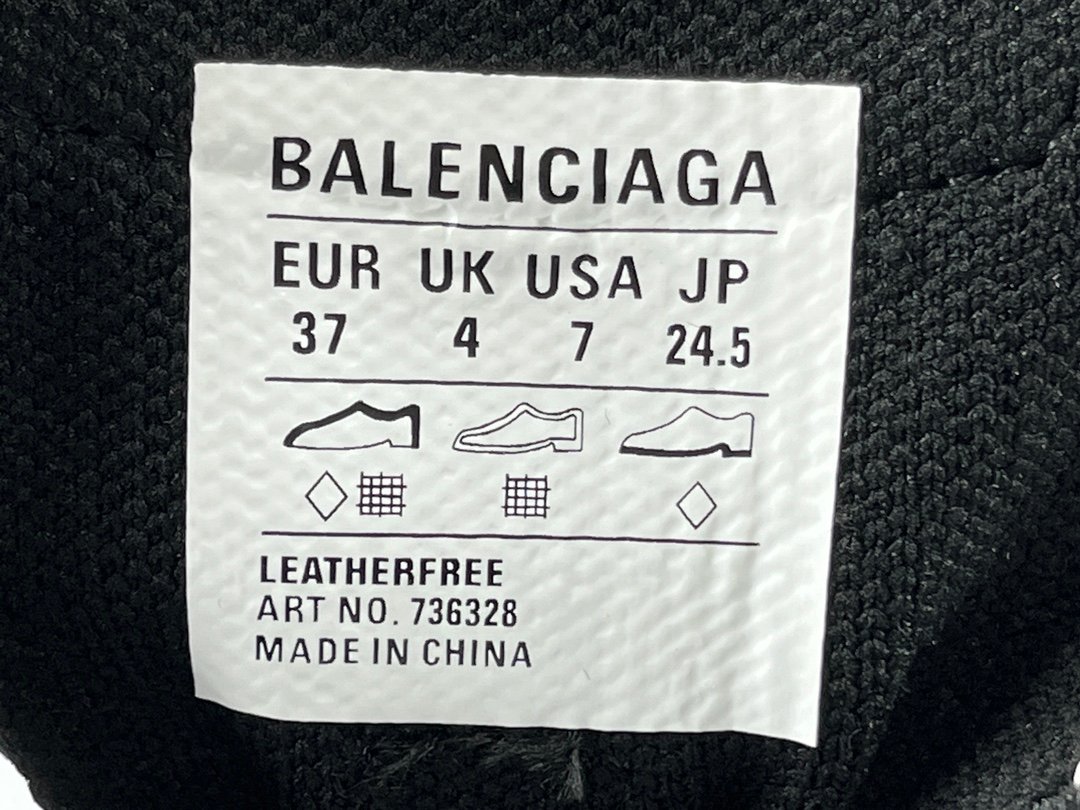 BALENCIAGA
EUR UK USA JP
37 4 7 24.5
LEATHERFREE
ART NO. 736328
MADE IN CHINA